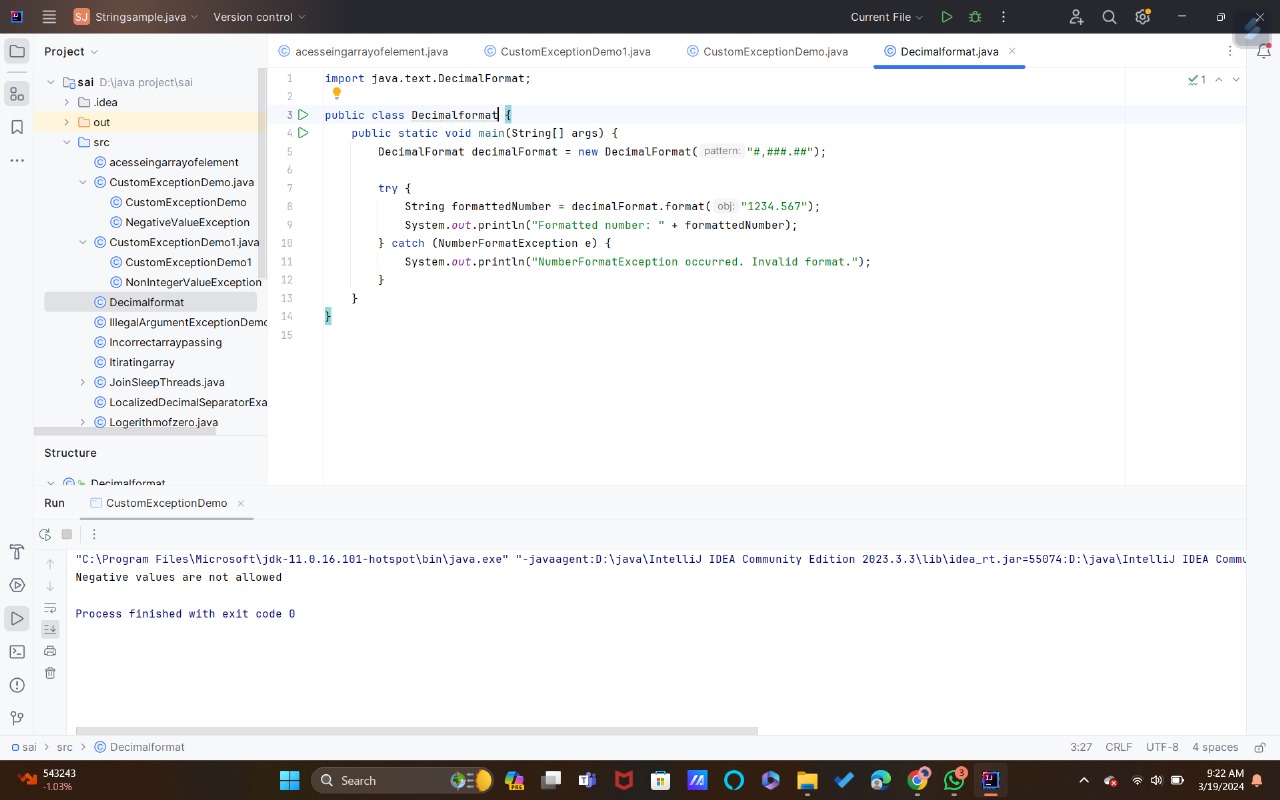 SJ Stringsample.java Version control Current File
Project
acesseingarrayofelement.java CustomExceptionDemo1.java CustomExceptionDemo.java Decimalformat.java
sai D:\java project\sai
.idea
out
src
acesseingarrayofelement
CustomExceptionDemo.java
CustomExceptionDemo
NegativeValueException
CustomExceptionDemo1.java
CustomExceptionDemo1
NonIntegerValueException
Decimalformat
IllegalArgumentExceptionDemo
Incorrectarraypassing
Itiratingarray
JoinSleepThreads.java
LocalizedDecimalSeparatorExa
Logerithmofzero.java
Structure
Decimalformat
1 import java.text.DecimalFormat;
2
3 public class Decimalformat {
4 public static void main(String[] args) {
5 DecimalFormat decimalFormat = new DecimalFormat( pattern: "#,###.##");
6
7 try {
8 String formattedNumber = decimalFormat.format( obj: "1234.567");
9 System.out.println("Formatted number: " + formattedNumber);
10 } catch (NumberFormatException e) {
11 System.out.println("NumberFormatException occurred. Invalid format.");
12 }
13 }
14 }
15
1
Run CustomExceptionDemo
"C:\Program Files\Microsoft\jdk-11.0.16.101-hotspot\bin\java.exe" "-javaagent:D:\java\IntelliJ IDEA Community Edition 2023.3.3\lib\idea_rt.jar=55074:D:\java\IntelliJ IDEA Commu
Negative values are not allowed
Process finished with exit code 0
sai > src > Decimalformat 3:27 CRLF UTF-8 4 spaces
543243
-1.03%
Search
PRE
3
9:22 AM
3/19/2024